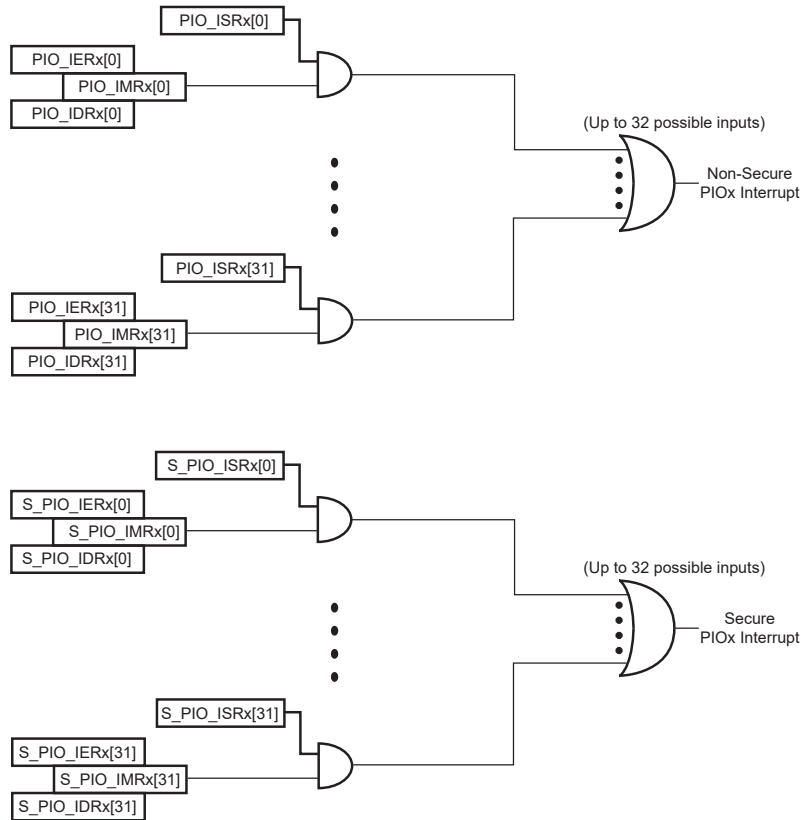 PIO_ISRx[0]
PIO_IERx[0]
PIO_IMRx[0]
PIO_IDRx[0]
(Up to 32 possible inputs)
Non-Secure
PIOx Interrupt
PIO_ISRx[31]
PIO_IERx[31]
PIO_IMRx[31]
PIO_IDRx[31]
S_PIO_ISRx[0]
S_PIO_IERx[0]
S_PIO_IMRx[0]
S_PIO_IDRx[0]
(Up to 32 possible inputs)
Secure
PIOx Interrupt
S_PIO_ISRx[31]
S_PIO_IERx[31]
S_PIO_IMRx[31]
S_PIO_IDRx[31]